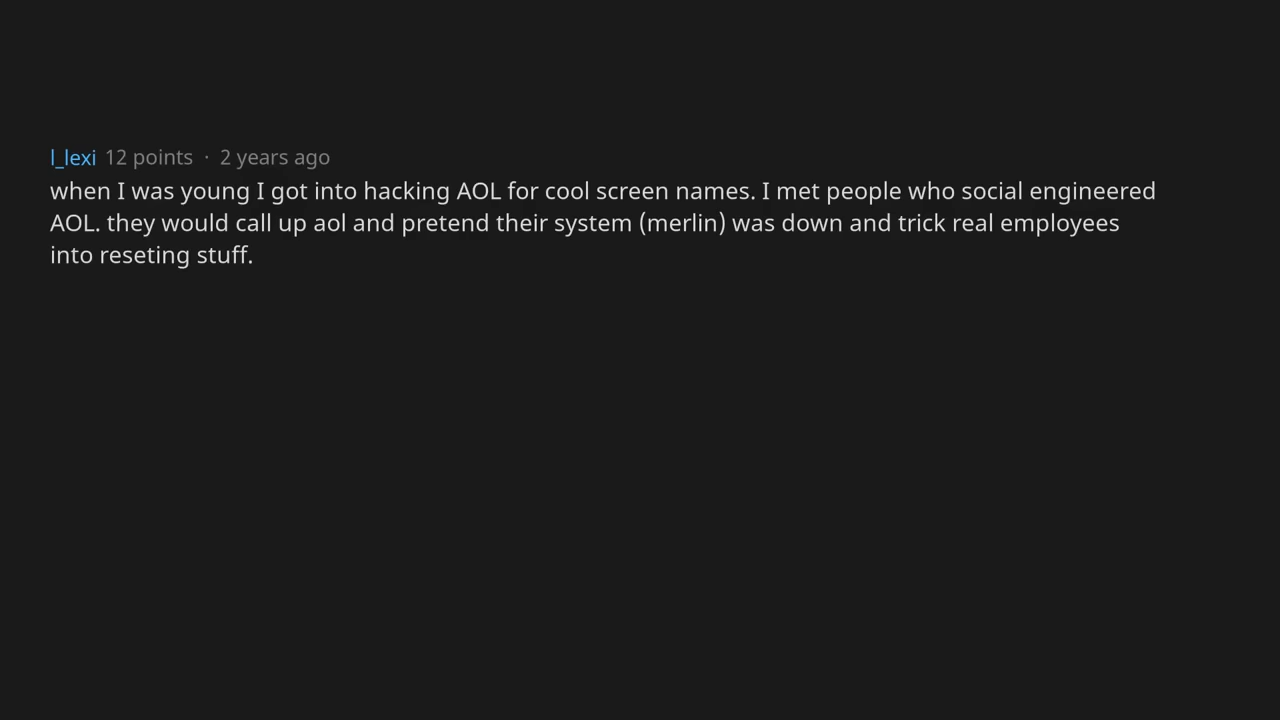 l_lexi 12 points · 2 years ago
when I was young I got into hacking AOL for cool screen names. I met people who social engineered
AOL. they would call up aol and pretend their system (merlin) was down and trick real employees
into reseting stuff.